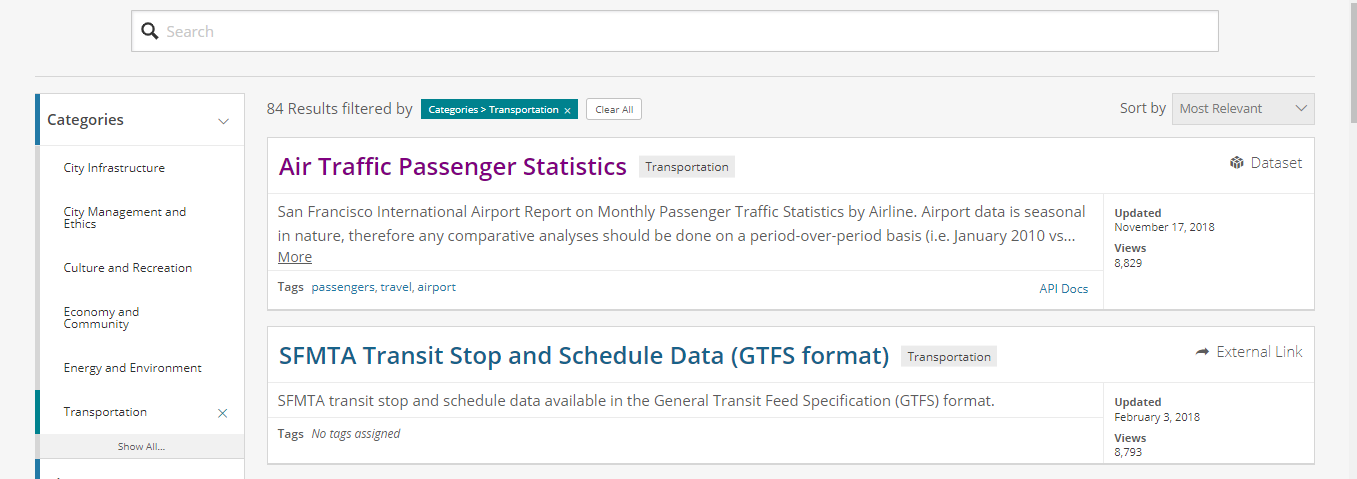 Search
Categories
City Infrastructure
City Management and
Ethics
Culture and Recreation
Economy and
Community
Energy and Environment
Transportation
Show All...
84 Results filtered by Categories > Transportation × Clear All
Sort by Most Relevant
Air Traffic Passenger Statistics Transportation
Dataset
San Francisco International Airport Report on Monthly Passenger Traffic Statistics by Airline. Airport data is seasonal
in nature, therefore any comparative analyses should be done on a period-over-period basis (i.e. January 2010 vs...
More
Tags passengers, travel, airport
API Docs
Updated
November 17, 2018
Views
8,829
SFMTA Transit Stop and Schedule Data (GTFS format) Transportation
External Link
SFMTA transit stop and schedule data available in the General Transit Feed Specification (GTFS) format.
Tags No tags assigned
Updated
February 3, 2018
Views
8,793